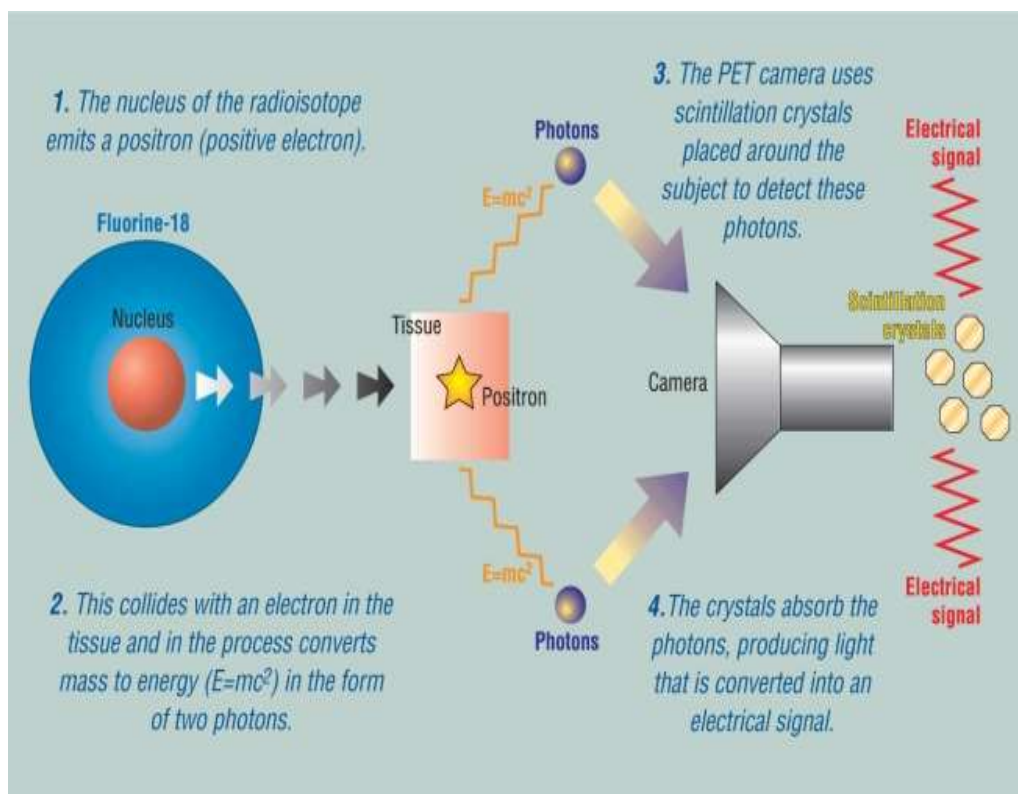 1. The nucleus of the radioisotope
emits a positron (positive electron).
Fluorine-18
Nucleus
2. This collides with an electron in the
tissue and in the process converts
mass to energy (E=mc²) in the form
of two photons.
Tissue
Positron
E=mc²
Photons
E=mc²
Photons
3. The PET camera uses
scintillation crystals
placed around the
subject to detect these
photons.
Camera
4. The crystals absorb the
photons, producing light
that is converted into an
electrical signal.
Electrical
signal
Scintillation
crystals
Electrical
signal